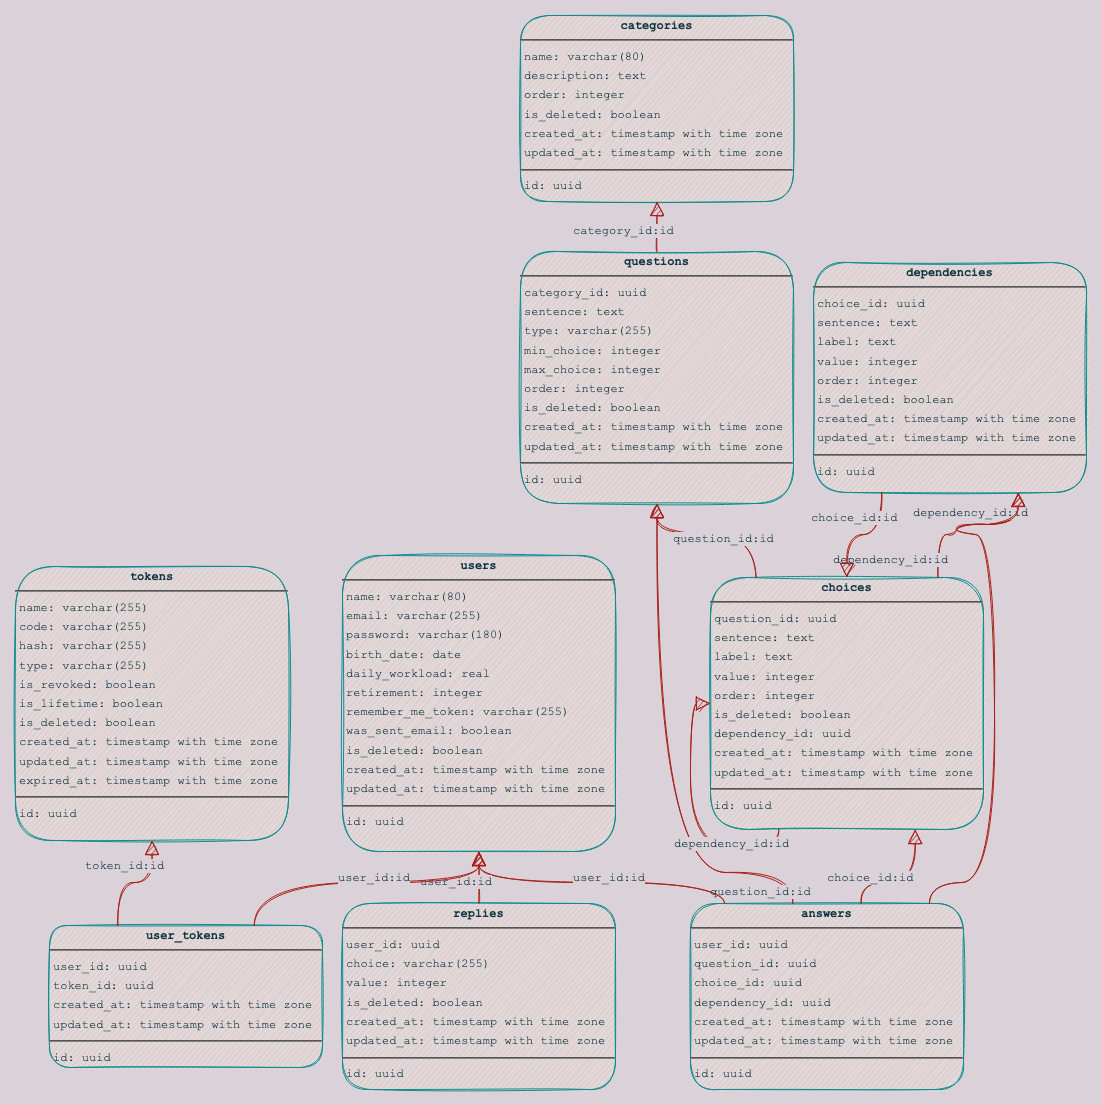 categories
name: varchar(80)
description: text
order: integer
is_deleted: boolean
created_at: timestamp with time zone
updated_at: timestamp with time zone
id: uuid
category_id:id
questions
category_id: uuid
sentence: text
type: varchar(255)
min_choice: integer
max_choice: integer
order: integer
is_deleted: boolean
created_at: timestamp with time zone
updated_at: timestamp with time zone
id: uuid
dependencies
choice_id: uuid
sentence: text
label: text
value: integer
order: integer
is_deleted: boolean
created_at: timestamp with time zone
updated_at: timestamp with time zone
id: uuid
question_id:id
choice_id:id
dependency_id:id
dependency_id:id
tokens
name: varchar(255)
code: varchar(255)
hash: varchar(255)
type: varchar(255)
is_revoked: boolean
is_lifetime: boolean
is_deleted: boolean
created_at: timestamp with time zone
updated_at: timestamp with time zone
expired_at: timestamp with time zone
id: uuid
users
name: varchar(80)
email: varchar(255)
password: varchar(180)
birth_date: date
daily_workload: real
retirement: integer
remember_me_token: varchar(255)
was_sent_email: boolean
is_deleted: boolean
created_at: timestamp with time zone
updated_at: timestamp with time zone
id: uuid
choices
question_id: uuid
sentence: text
label: text
value: integer
order: integer
is_deleted: boolean
dependency_id: uuid
created_at: timestamp with time zone
updated_at: timestamp with time zone
id: uuid
token_id:id
user_id:id
user_id:id
user_id:id
dependency_id:id
question_id:id
choice_id:id
user_tokens
user_id: uuid
token_id: uuid
created_at: timestamp with time zone
updated_at: timestamp with time zone
id: uuid
replies
user_id: uuid
choice: varchar(255)
value: integer
is_deleted: boolean
created_at: timestamp with time zone
updated_at: timestamp with time zone
id: uuid
answers
user_id: uuid
question_id: uuid
choice_id: uuid
dependency_id: uuid
created_at: timestamp with time zone
updated_at: timestamp with time zone
id: uuid